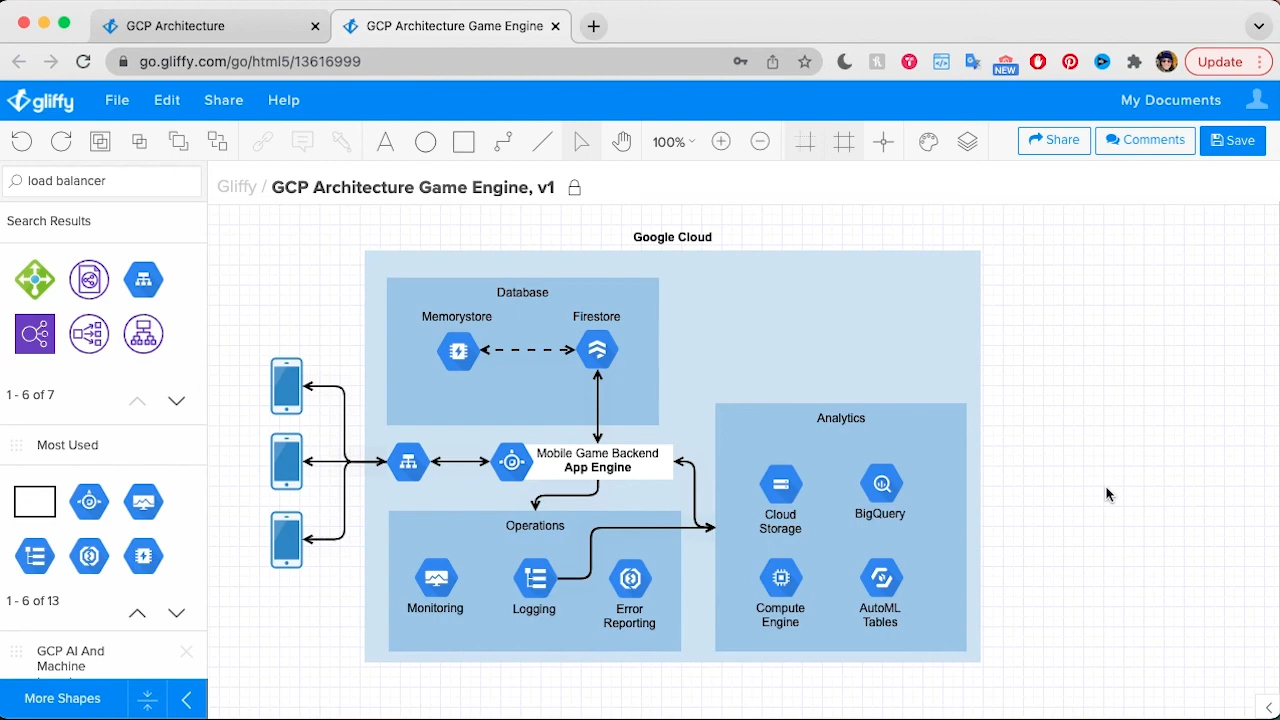 GCP Architecture
GCP Architecture Game Engine
go.gliffy.com/go/html5/13616999
NEW
Update
gliffy
File
Edit
Share
Help
My Documents
A
100%
Share
Comments
Save
load balancer
Gliffy / GCP Architecture Game Engine, v1
Search Results
1 - 6 of 7
Most Used
1 - 6 of 13
GCP AI And
Machine
More Shapes
Google Cloud
Database
Memorystore
Firestore
Mobile Game Backend
App Engine
Operations
Monitoring
Logging
Error
Reporting
Analytics
Cloud
Storage
BigQuery
Compute
Engine
AutoML
Tables